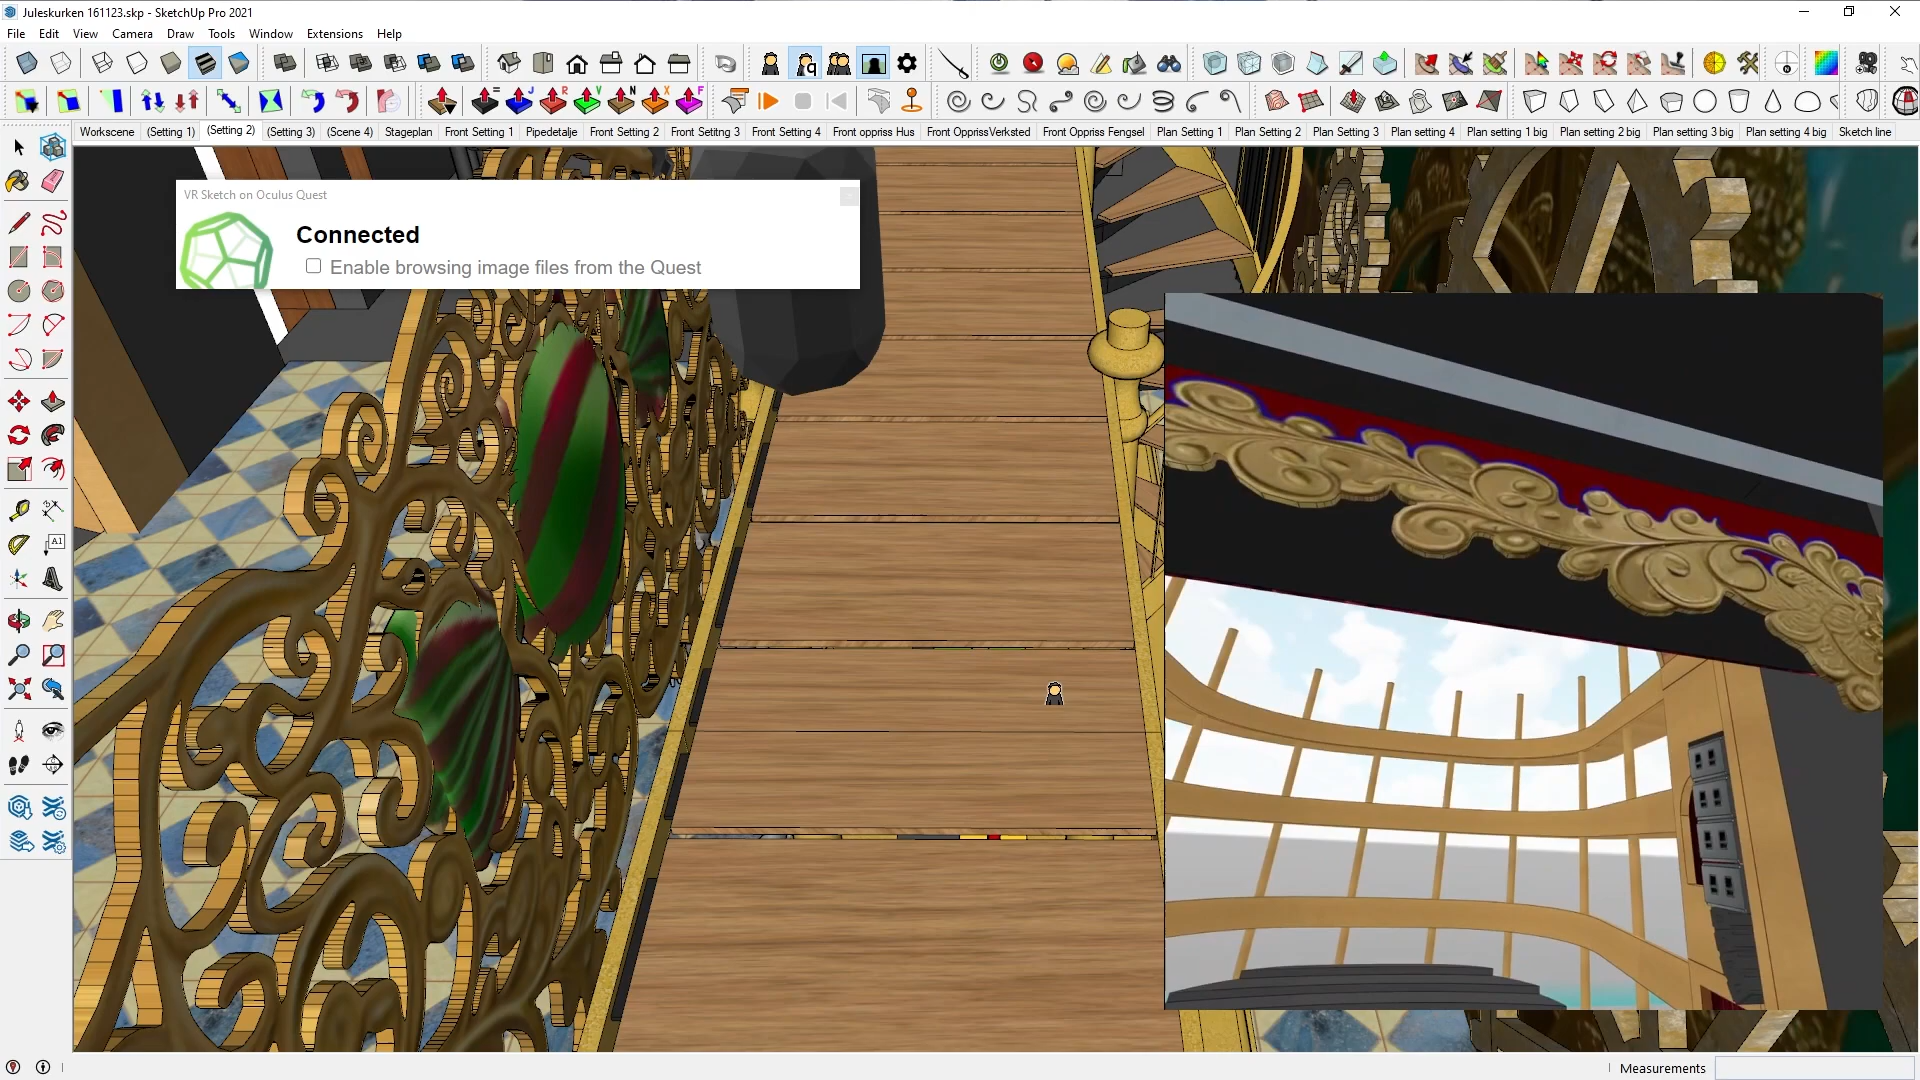 Juleskurken 161123.skp - SketchUp Pro 2021
File Edit View Camera Draw Tools Window Extensions Help
= J R V N X F
Workscene (Setting 1) (Setting 2) (Setting 3) (Scene 4) Stageplan Front Setting 1 Pipedetalje Front Setting 2 Front Setting 3 Front Setting 4 Front oppriss Hus Front OpprissVerksted Front Oppriss Fengsel Plan Setting 1 Plan Setting 2 Plan Setting 3 Plan setting 4 Plan setting 1 big Plan setting 2 big Plan setting 3 big Plan setting 4 big Sketch line
VR Sketch on Oculus Quest
Connected
Enable browsing image files from the Quest
A1
Measurements